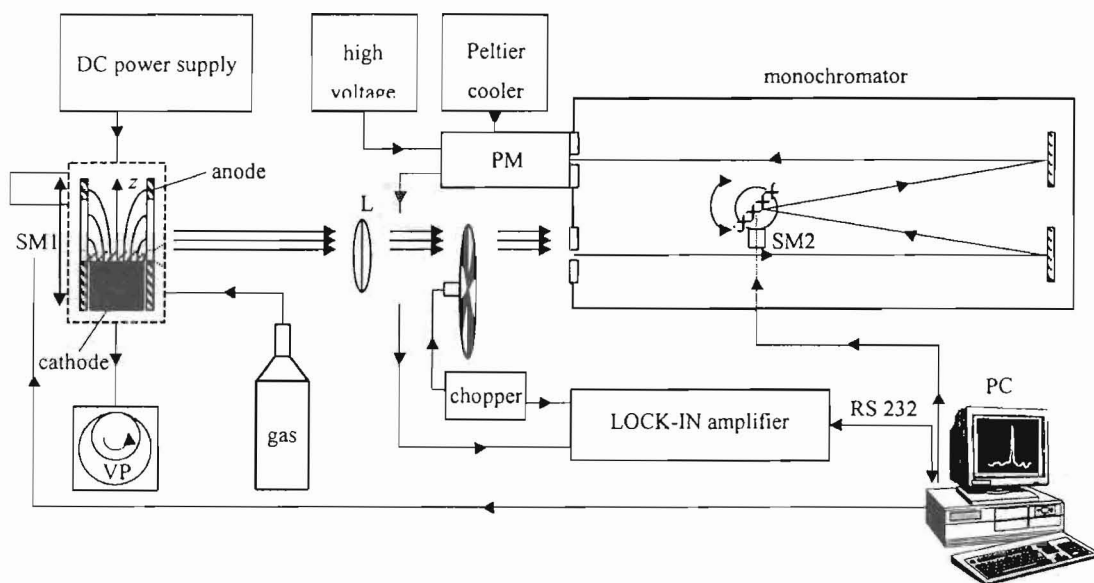 DC power supply
high
voltage
Peltier
cooler
monochromator
PM
z
anode
L
SM1
SM2
cathode
chopper
PC
gas
LOCK-IN amplifier
RS 232
VP